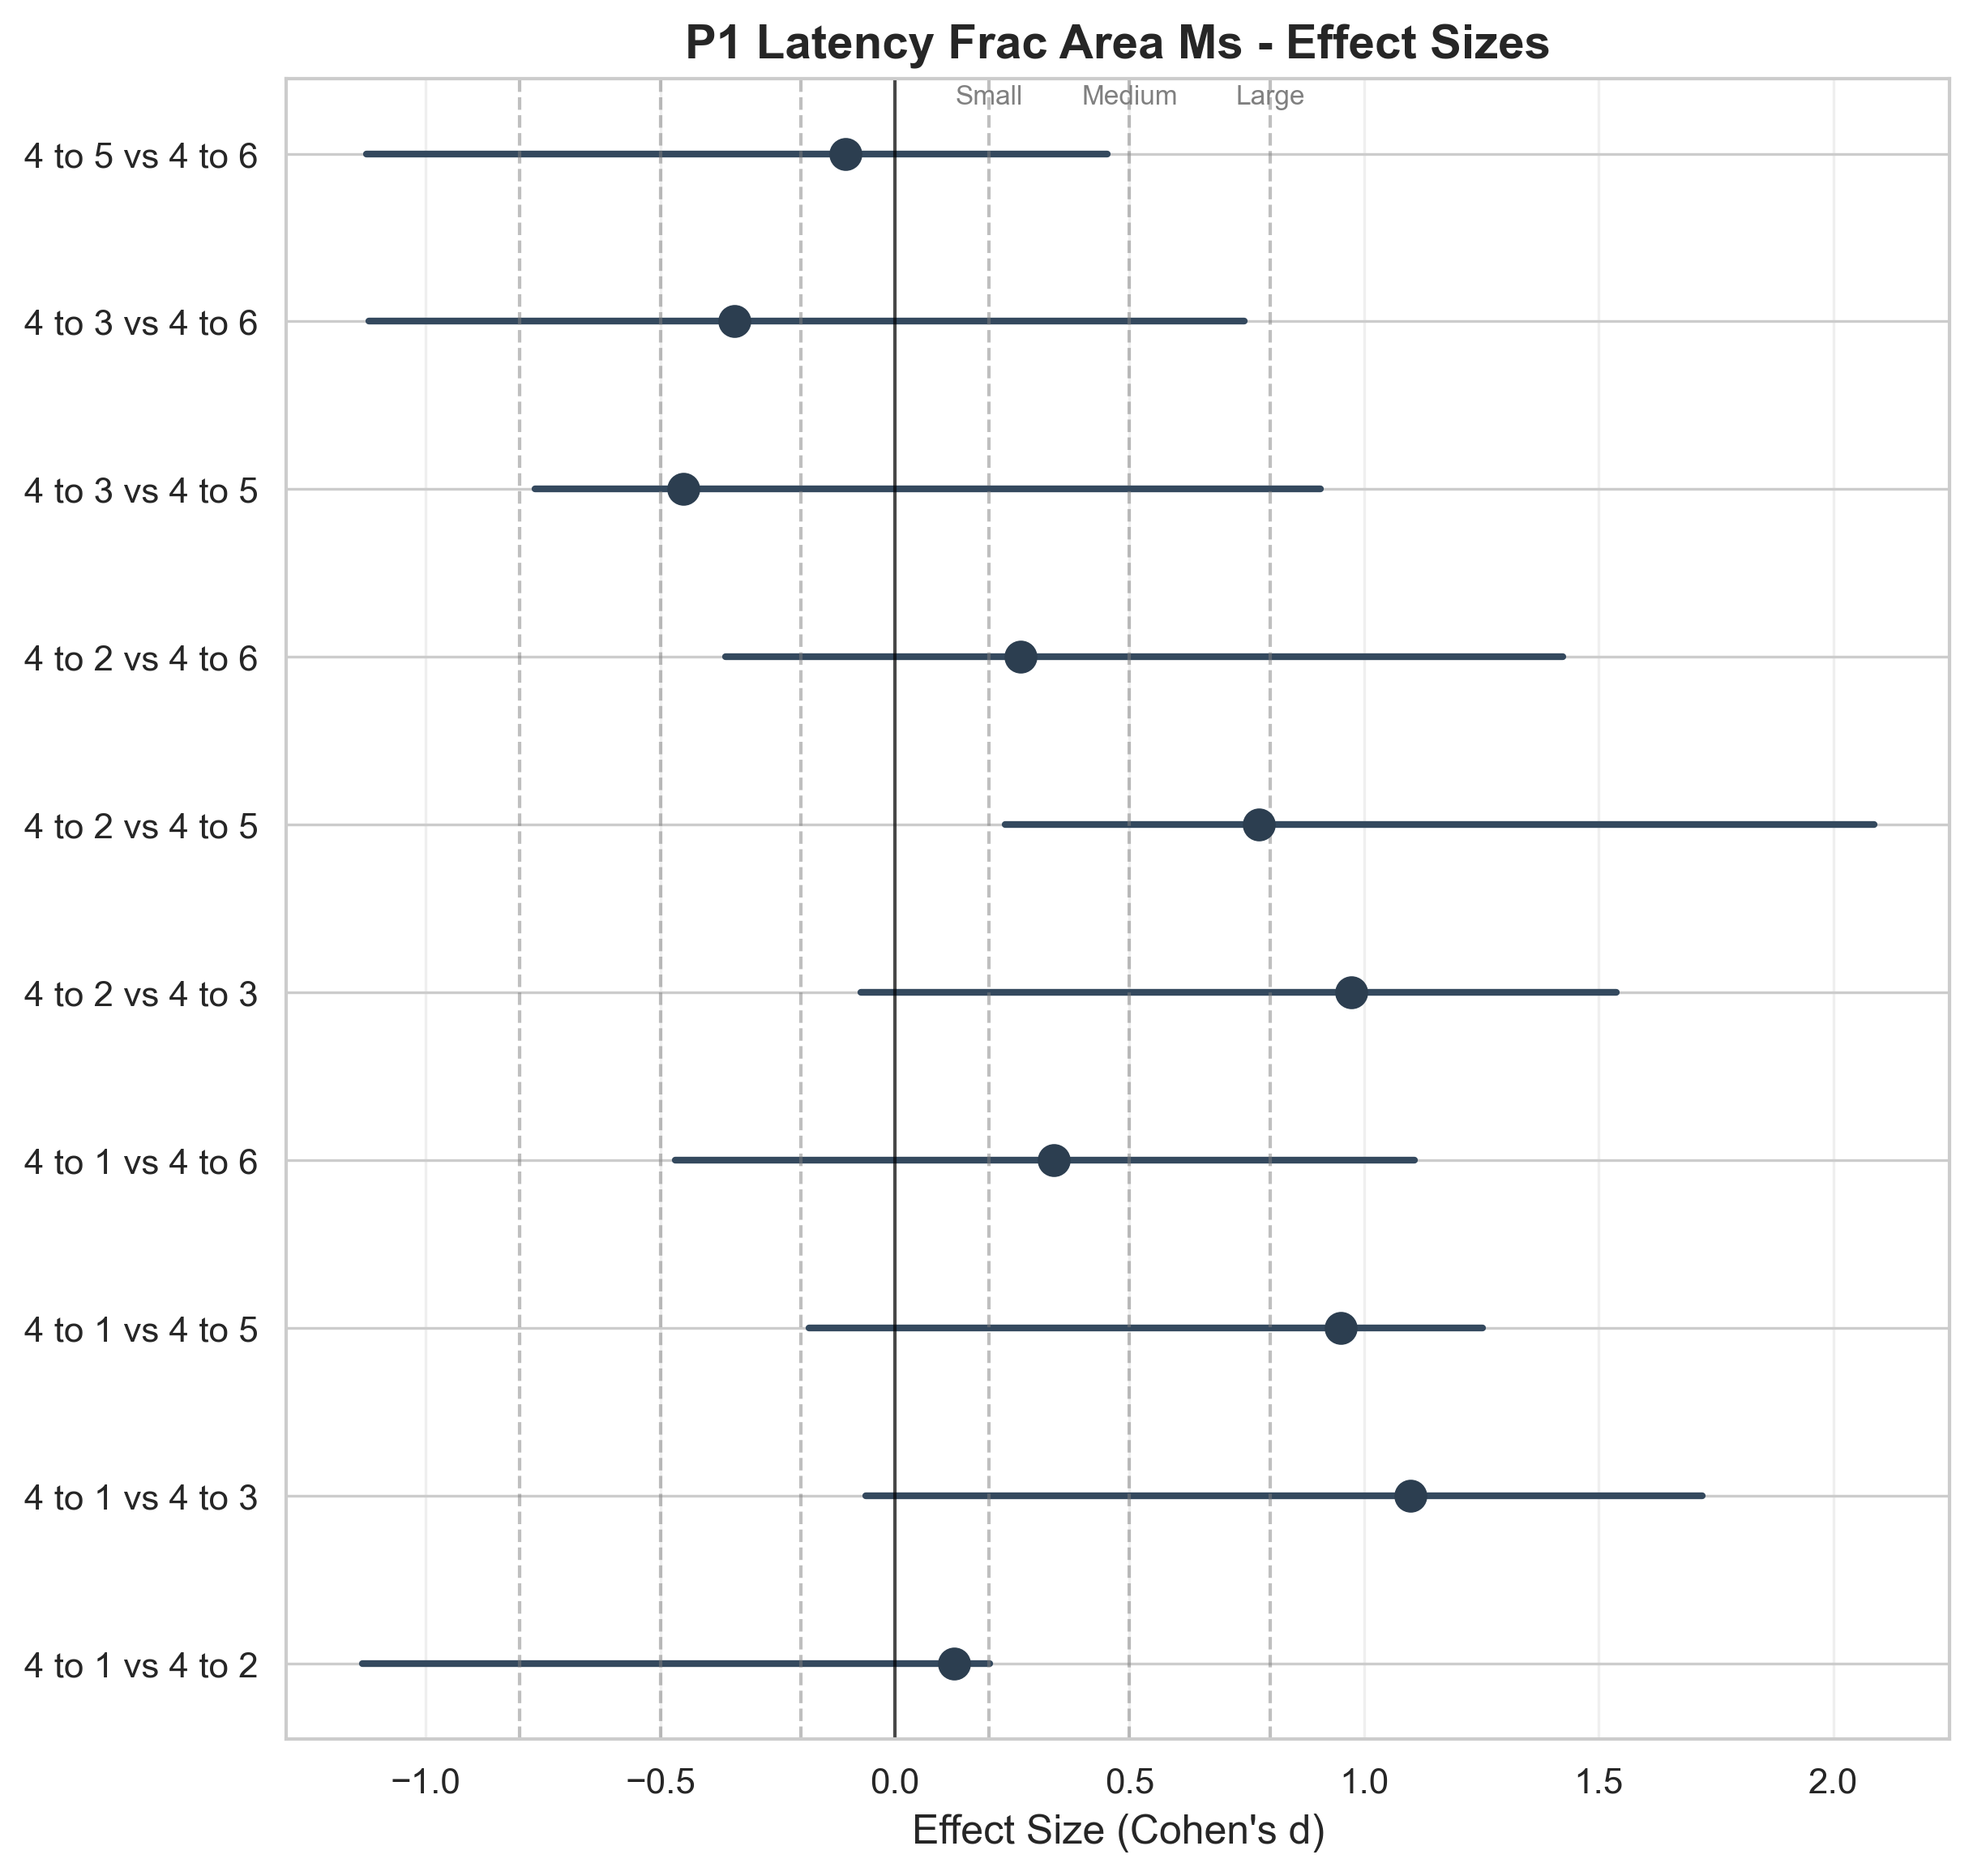 P1 Latency Frac Area Ms - Effect Sizes
Small Medium Large
4 to 5 vs 4 to 6
4 to 3 vs 4 to 6
4 to 3 vs 4 to 5
4 to 2 vs 4 to 6
4 to 2 vs 4 to 5
4 to 2 vs 4 to 3
4 to 1 vs 4 to 6
4 to 1 vs 4 to 5
4 to 1 vs 4 to 3
4 to 1 vs 4 to 2
−1.0 −0.5 0.0 0.5 1.0 1.5 2.0
Effect Size (Cohen's d)